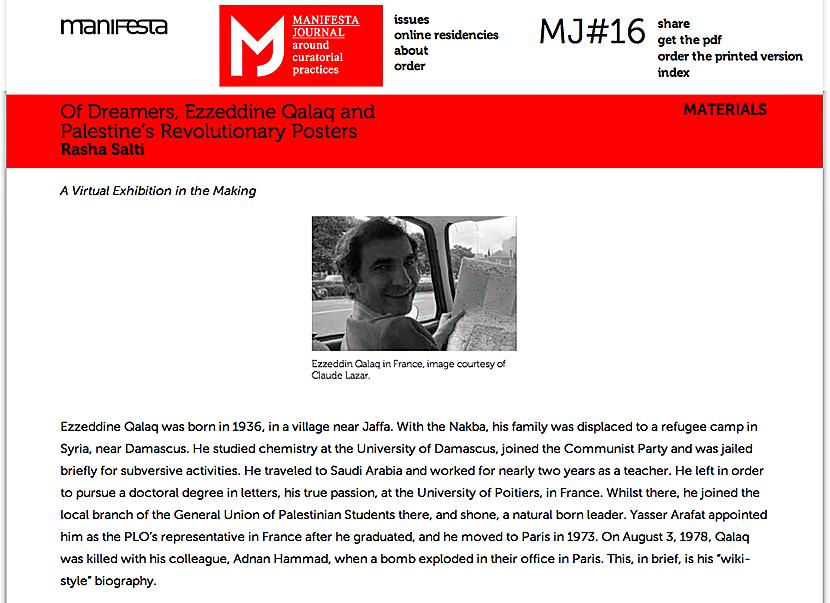 manifesta
MANIFESTA
JOURNAL
around
curatorial
practices
issues
online residencies
about
order
MJ#16
share
get the pdf
order the printed version
index
Of Dreamers, Ezzeddine Qalaq and
Palestine's Revolutionary Posters
Rasha Salti
MATERIALS
A Virtual Exhibition in the Making
Ezzeddin Qalaq in France, image courtesy of
Claude Lazar.
Ezzeddine Qalaq was born in 1936, in a village near Jaffa. With the Nakba, his family was displaced to a refugee camp in
Syria, near Damascus. He studied chemistry at the University of Damascus, joined the Communist Party and was jailed
briefly for subversive activities. He traveled to Saudi Arabia and worked for nearly two years as a teacher. He left in order
to pursue a doctoral degree in letters, his true passion, at the University of Poitiers, in France. Whilst there, he joined the
local branch of the General Union of Palestinian Students there, and shone, a natural born leader. Yasser Arafat appointed
him as the PLO's representative in France after he graduated, and he moved to Paris in 1973. On August 3, 1978, Qalaq
was killed with his colleague, Adnan Hammad, when a bomb exploded in their office in Paris. This, in brief, is his "wiki-
style" biography.